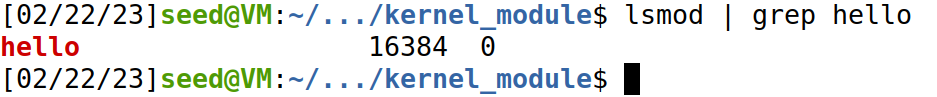 [02/22/23]seed@VM:~/.../kernel_module$ lsmod | grep hello
hello                  16384  0
[02/22/23]seed@VM:~/.../kernel_module$